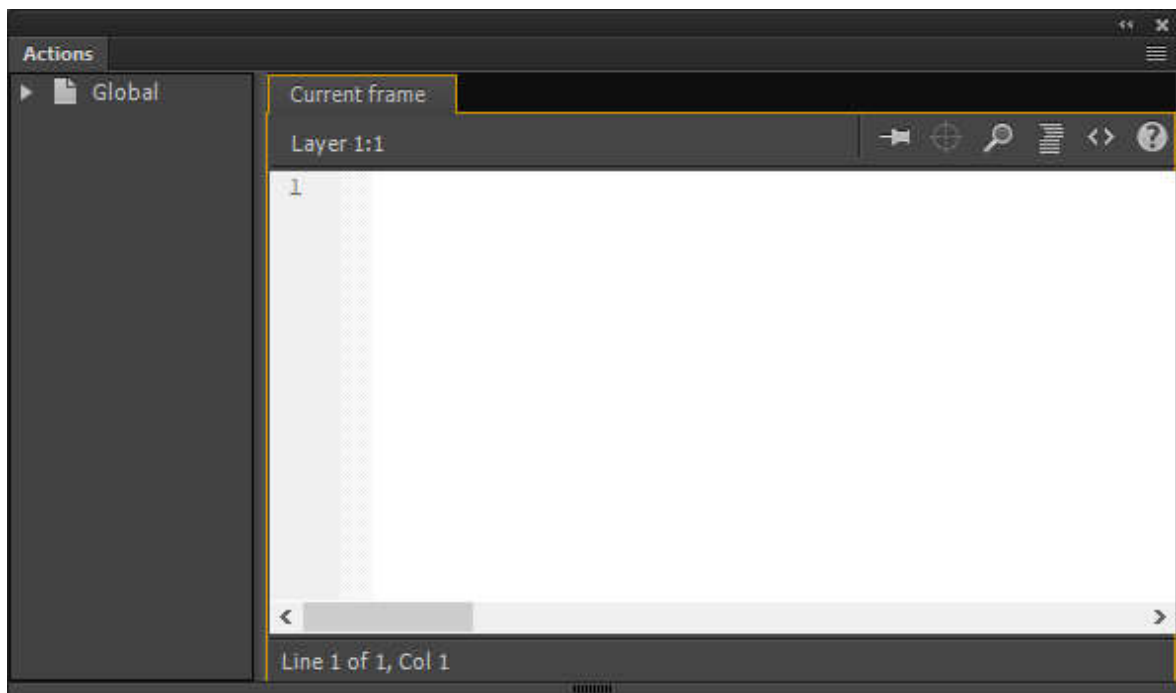 Actions
Global
Current frame
Layer 1:1
1
Line 1 of 1, Col 1